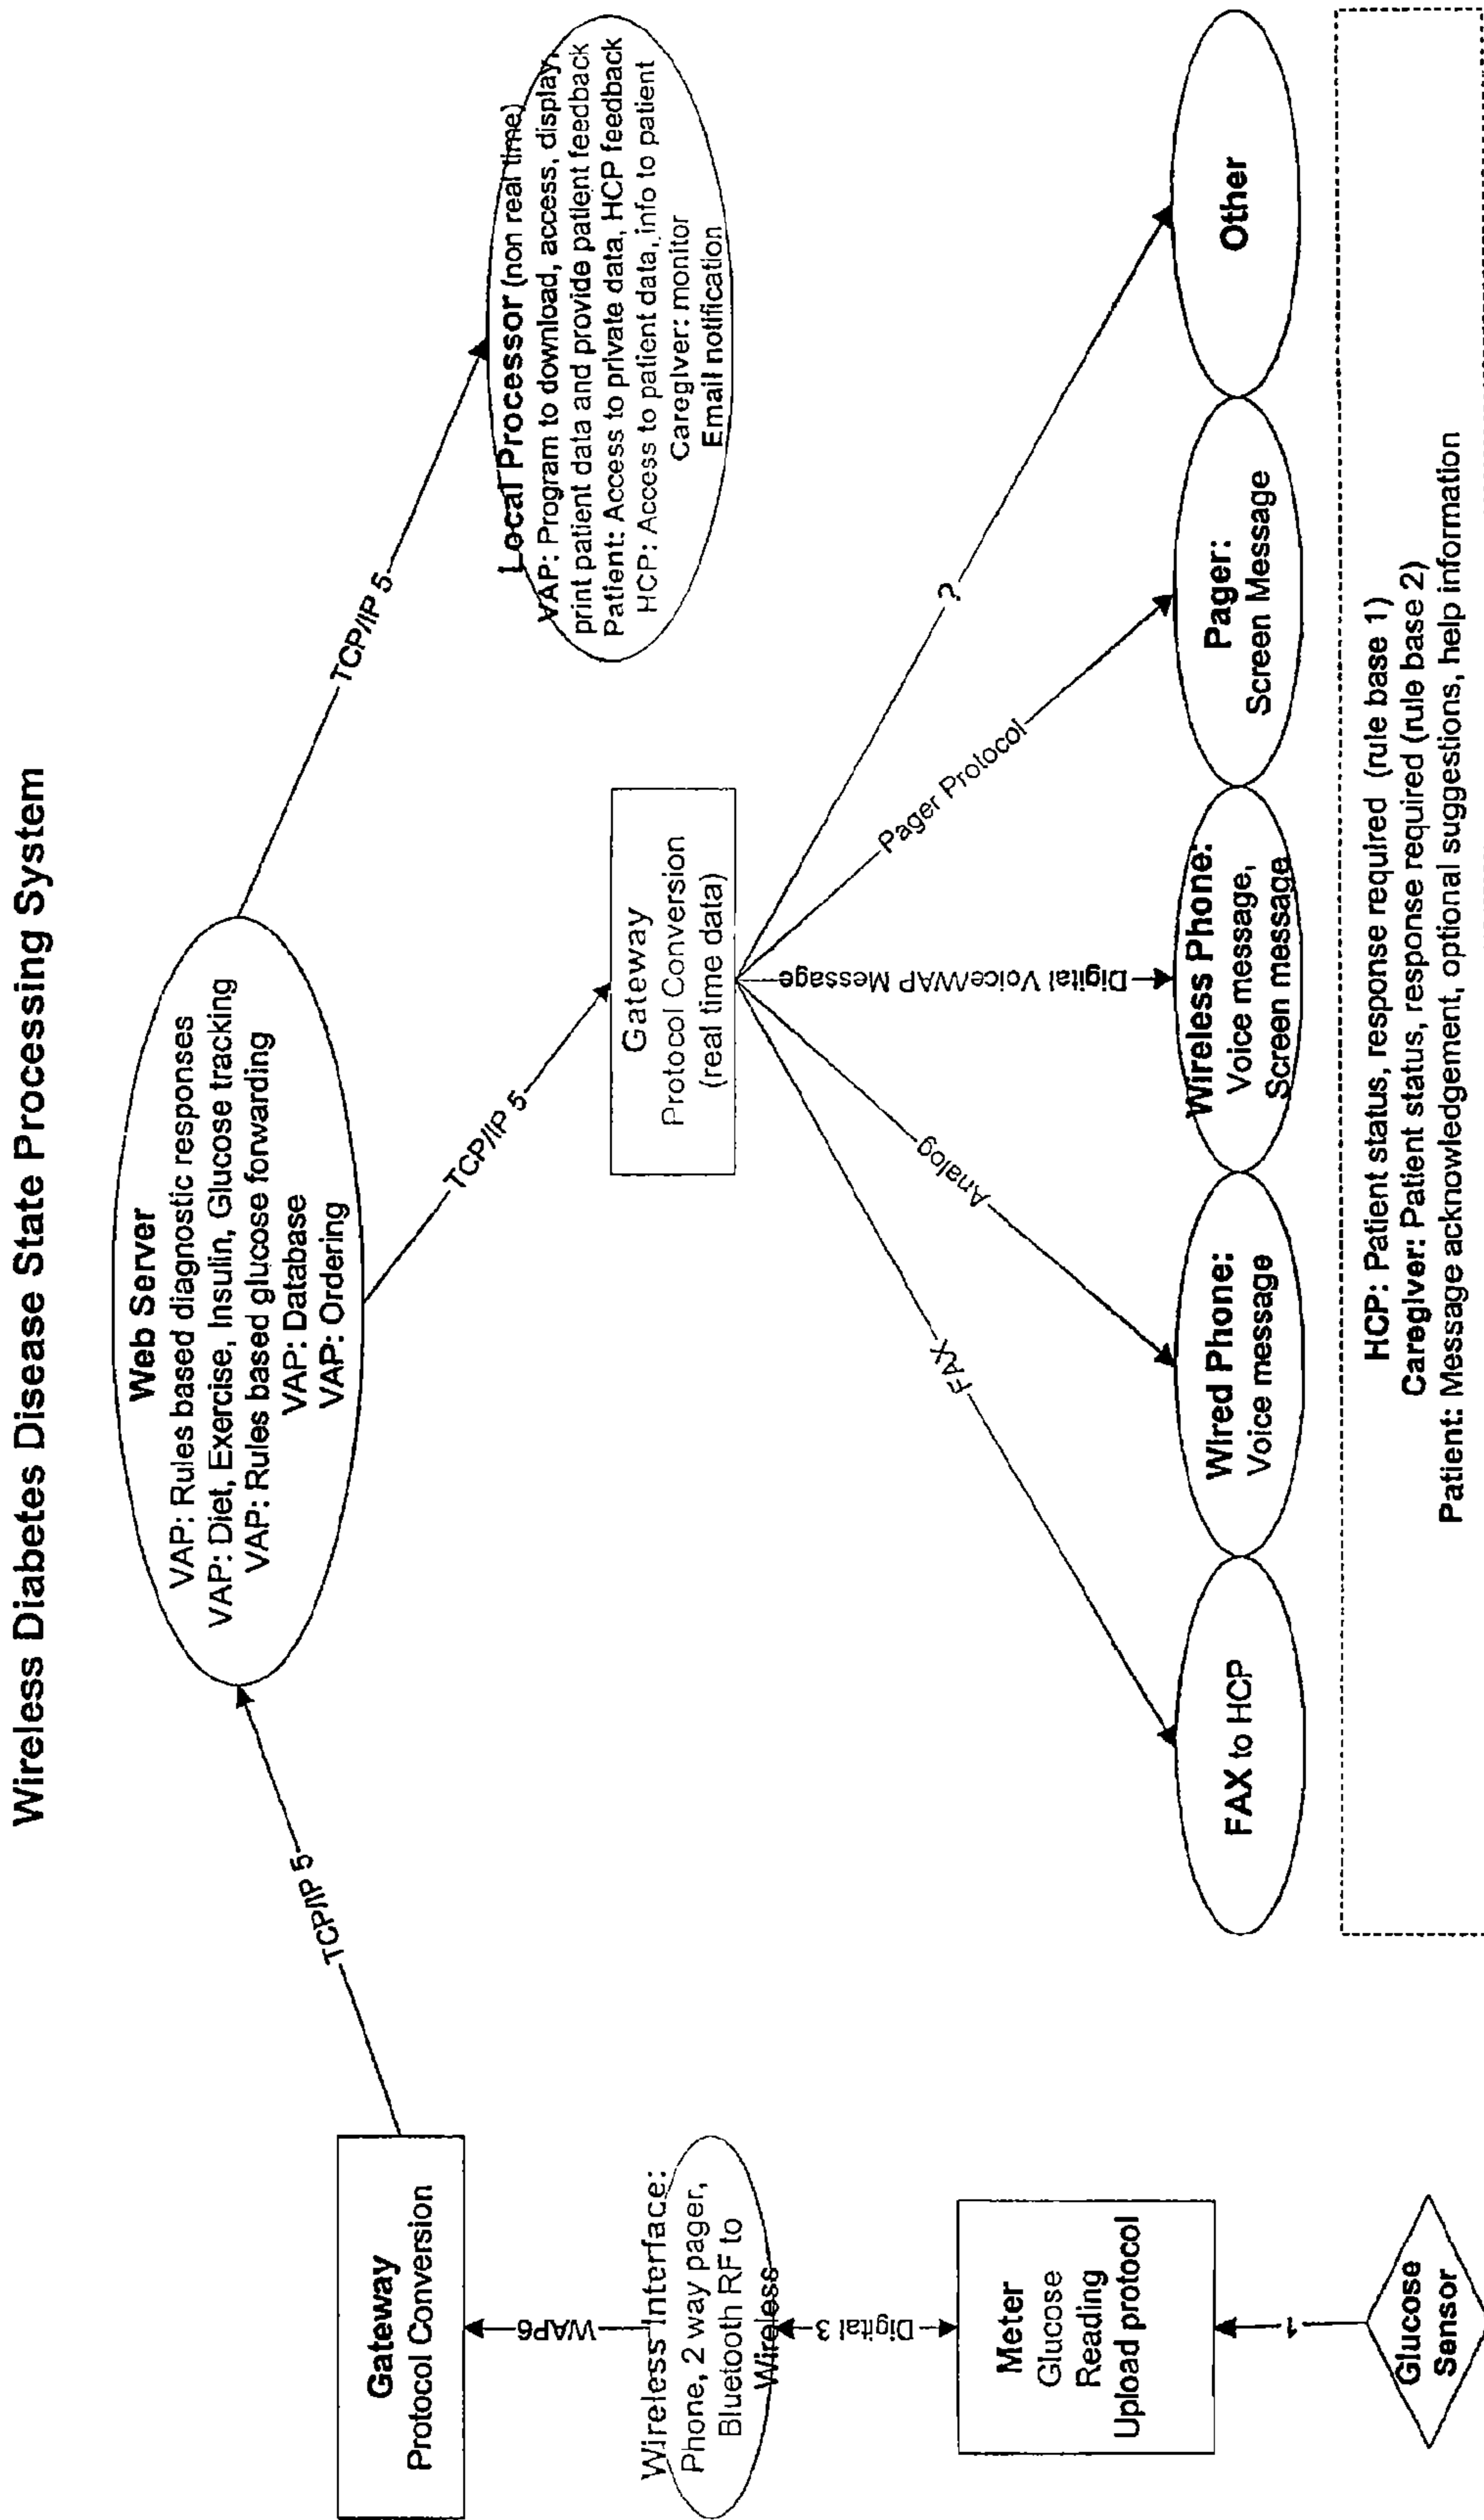 Wireless Diabetes Disease State Processing System
Web Server
VAP: Rules based diagnostic responses
VAP: Diet, Exercise, Insulin, Glucose tracking
VAP: Rules based glucose forwarding
VAP: Database
VAP: Ordering
TCP/IP 5
TCP/IP 5
TCP/IP 5
Gateway
Protocol Conversion
WAP6
Wireless Interface:
Phone, 2 way pager,
Bluetooth RF to
Wireless
Digital 3
Meter
Glucose
Reading
Upload protocol
1
Glucose
Sensor
Local Processor (non real time)
VAP: Program to download, access, display,
print patient data and provide patient feedback
Patient: Access to private data, HCP feedback
HCP: Access to patient data, info to patient
Caregiver: monitor
Email notification
Gateway
Protocol Conversion
(real time data)
FAX
Analog
Digital Voice/WAP Message
Pager Protocol
?
FAX to HCP
Wired Phone:
Voice message
Wireless Phone:
Voice message,
Screen message
Pager:
Screen Message
Other
HCP: Patient status, response required (rule base 1)
Caregiver: Patient status, response required (rule base 2)
Patient: Message acknowledgement, optional suggestions, help information